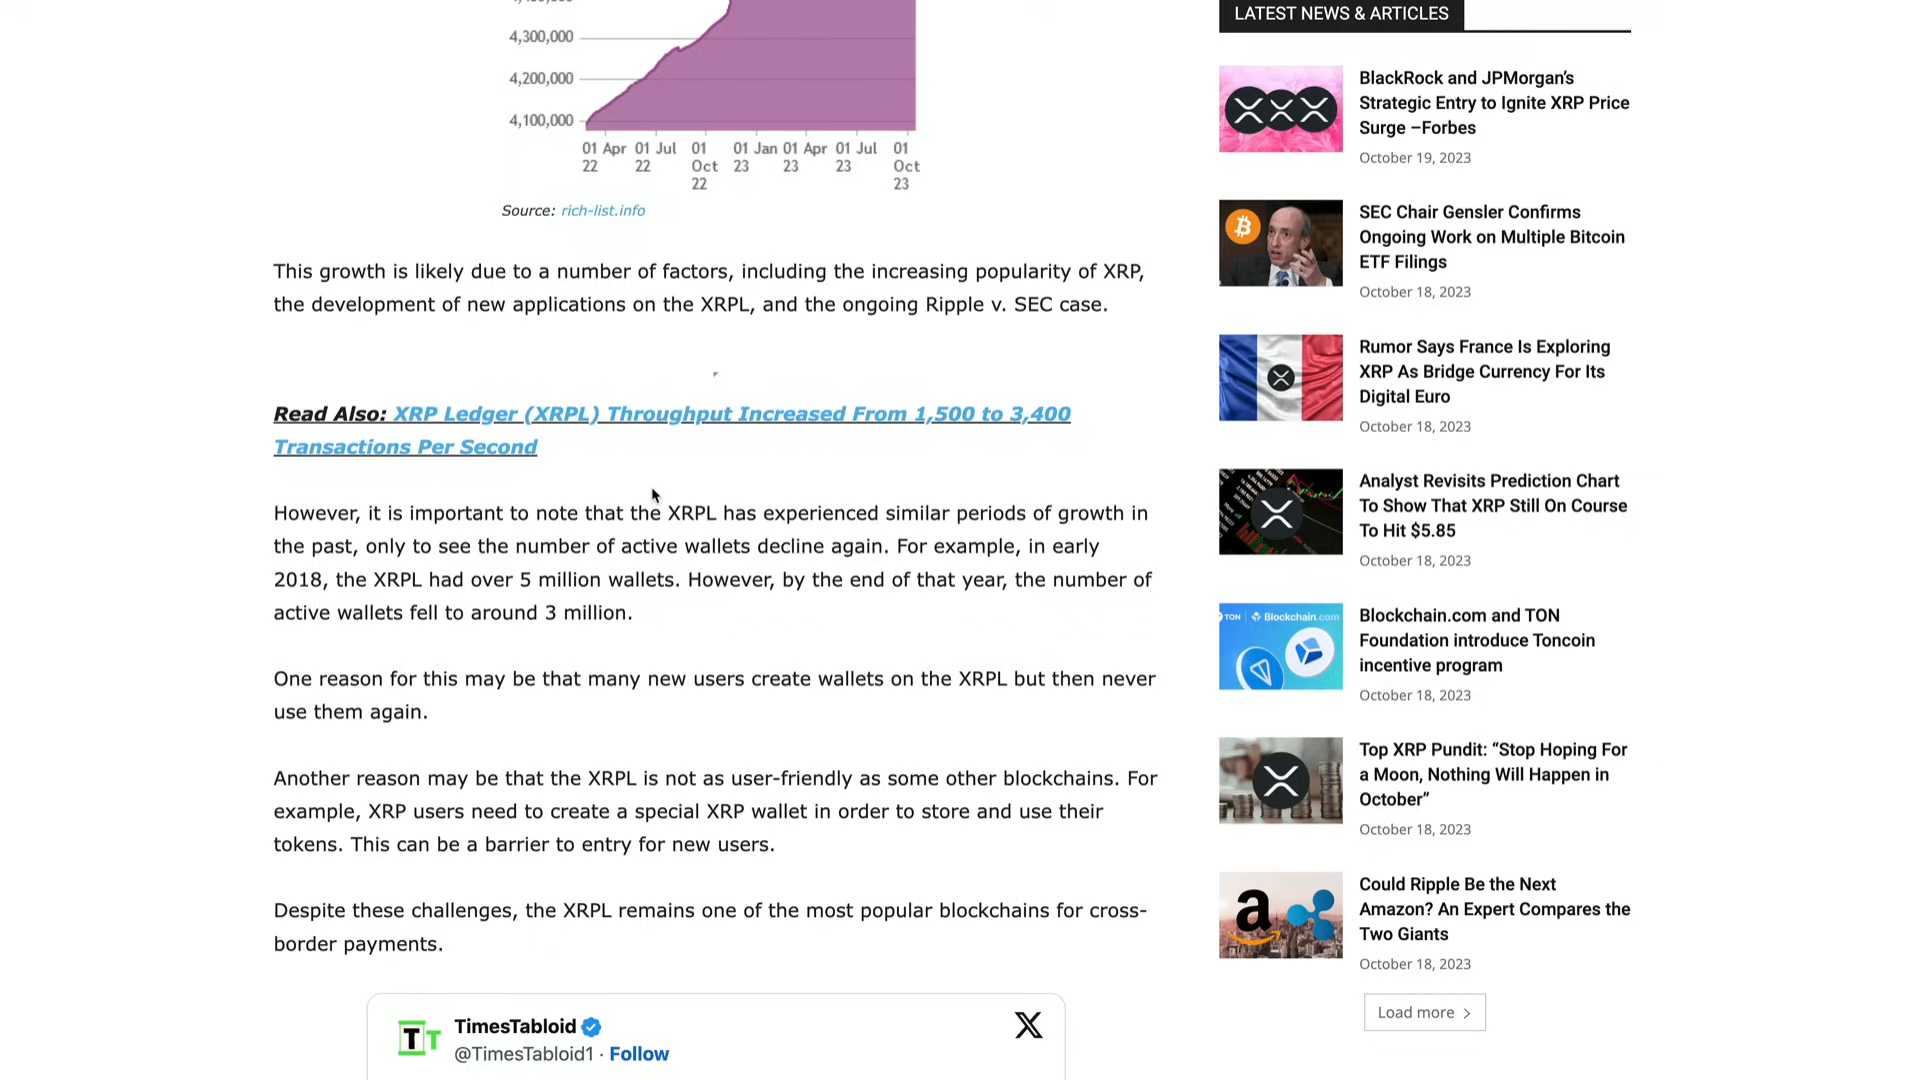 4,300,000
4,200,000
4,100,000
01 Apr 01 Jul 01 01 Jan 01 Apr 01 Jul 01
22 22 Oct 23 23 23 Oct
22 23
Source: rich-list.info
This growth is likely due to a number of factors, including the increasing popularity of XRP,
the development of new applications on the XRPL, and the ongoing Ripple v. SEC case.
Read Also: XRP Ledger (XRPL) Throughput Increased From 1,500 to 3,400
Transactions Per Second
However, it is important to note that the XRPL has experienced similar periods of growth in
the past, only to see the number of active wallets decline again. For example, in early
2018, the XRPL had over 5 million wallets. However, by the end of that year, the number of
active wallets fell to around 3 million.
One reason for this may be that many new users create wallets on the XRPL but then never
use them again.
Another reason may be that the XRPL is not as user-friendly as some other blockchains. For
example, XRP users need to create a special XRP wallet in order to store and use their
tokens. This can be a barrier to entry for new users.
Despite these challenges, the XRPL remains one of the most popular blockchains for cross-
border payments.
TimesTabloid
@TimesTabloid1 · Follow
LATEST NEWS & ARTICLES
BlackRock and JPMorgan’s
Strategic Entry to Ignite XRP Price
Surge –Forbes
October 19, 2023
SEC Chair Gensler Confirms
Ongoing Work on Multiple Bitcoin
ETF Filings
October 18, 2023
Rumor Says France Is Exploring
XRP As Bridge Currency For Its
Digital Euro
October 18, 2023
Analyst Revisits Prediction Chart
To Show That XRP Still On Course
To Hit $5.85
October 18, 2023
TON Blockchain.com
Blockchain.com and TON
Foundation introduce Toncoin
incentive program
October 18, 2023
Top XRP Pundit: “Stop Hoping For
a Moon, Nothing Will Happen in
October”
October 18, 2023
Could Ripple Be the Next
Amazon? An Expert Compares the
Two Giants
October 18, 2023
Load more